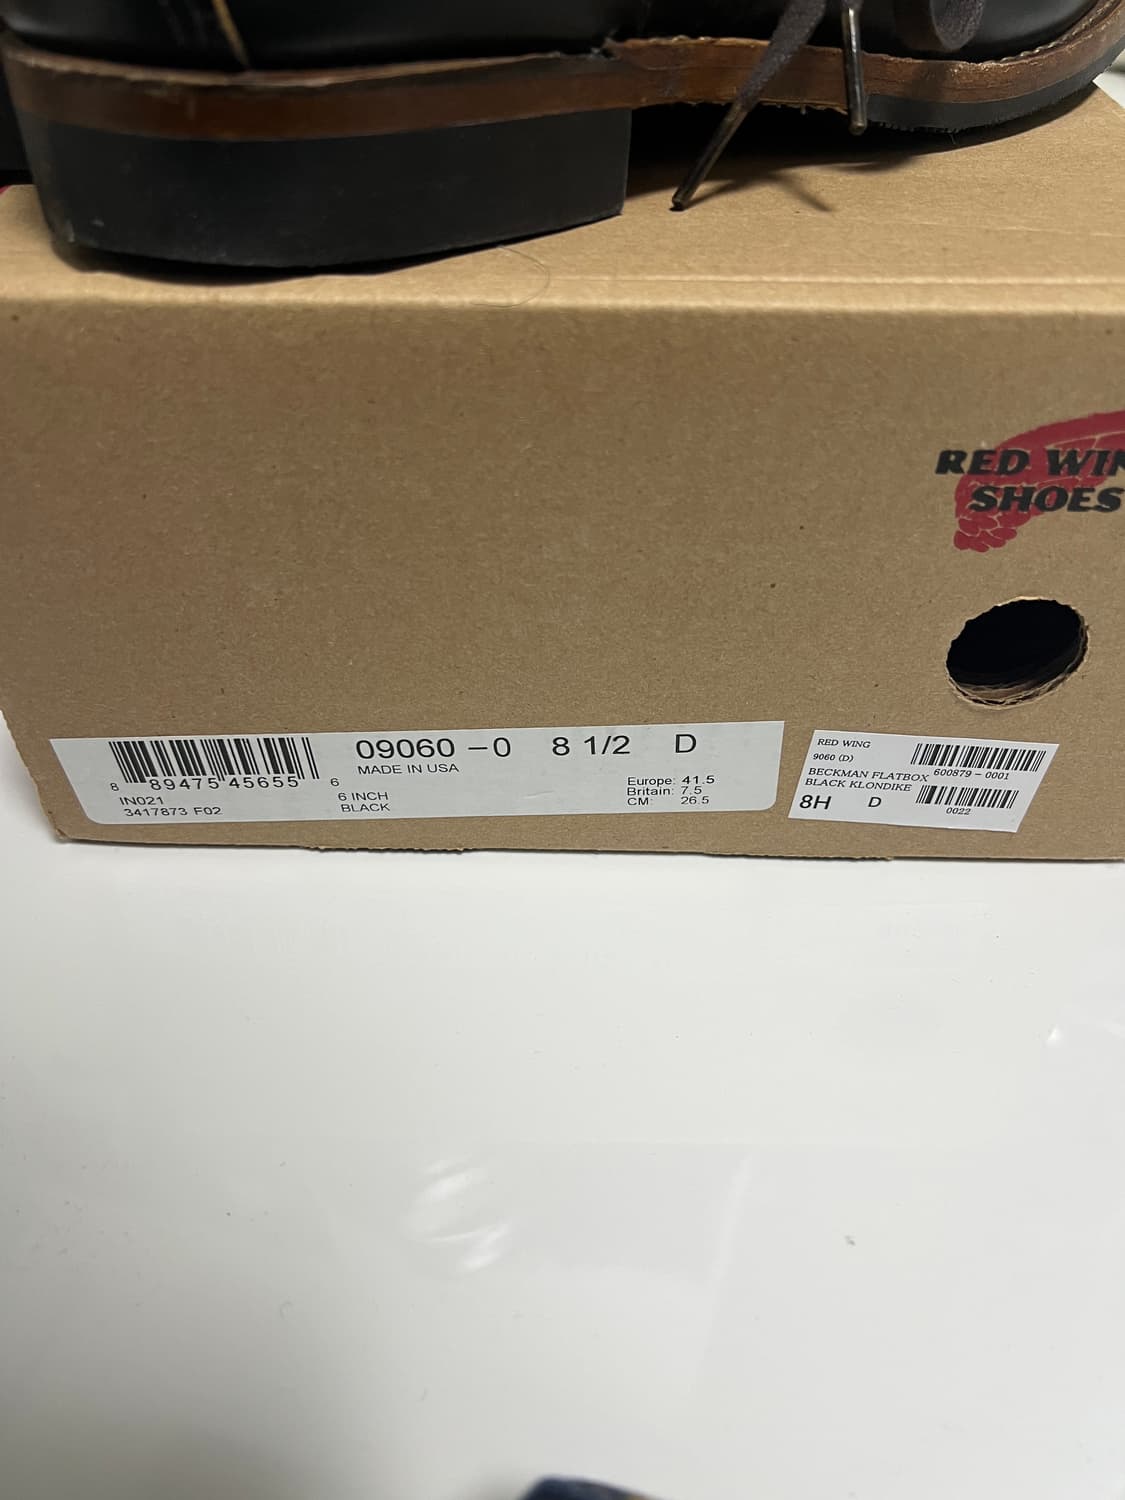 RED WIN
SHOES
09060 – 0 8 1/2 D
MADE IN USA
8 89475 45655 6
IN021
3417873 F02
6 INCH
BLACK
Europe: 41.5
Britain: 7.5
CM: 26.5
RED WING
9060 (D)
600879 – 0001
BECKMAN FLATBOX
BLACK KLONDIKE
8H D
0022